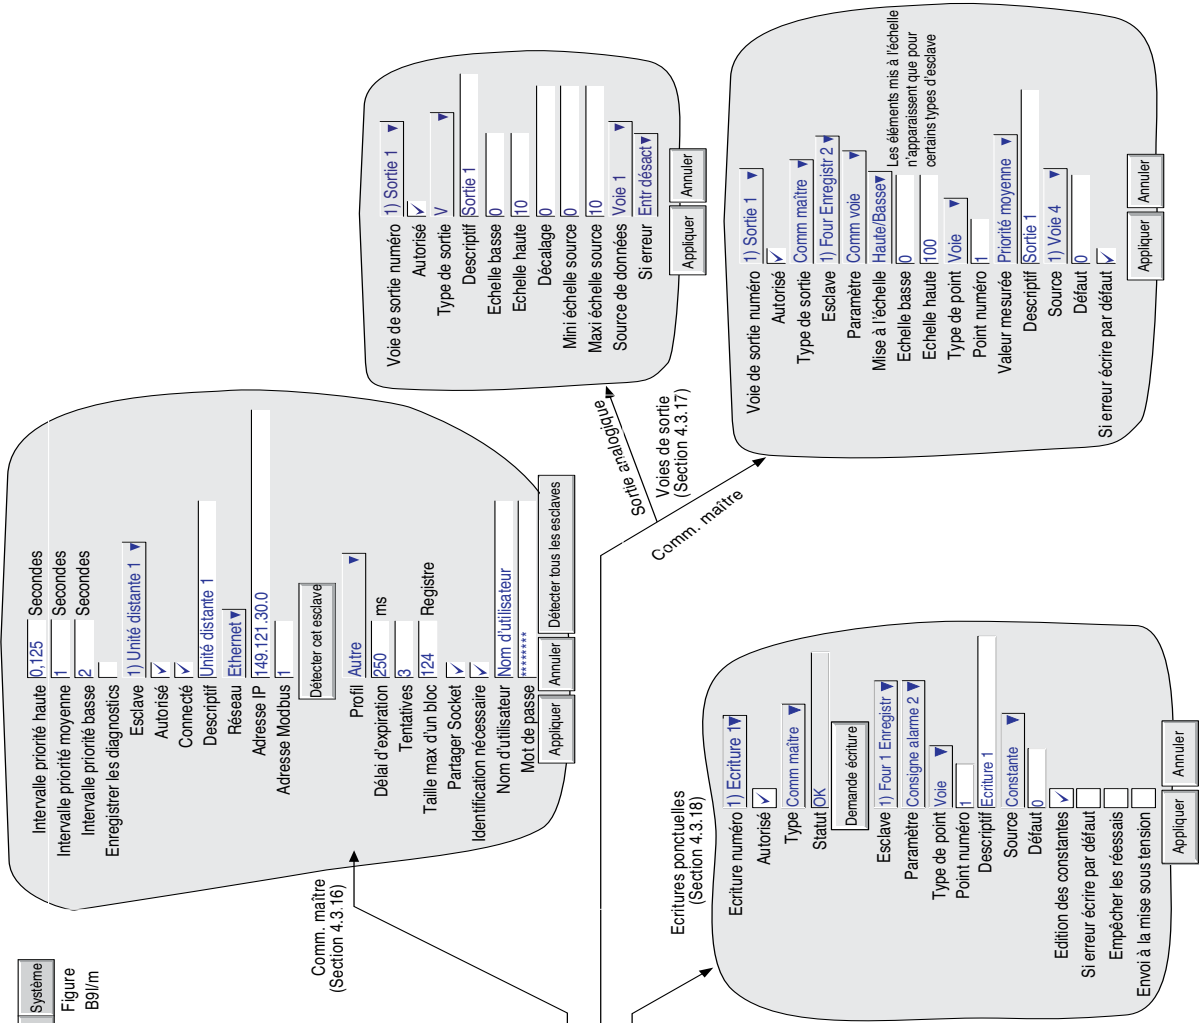 Système
Figure
B9l/m
Comm. maître
(Section 4.3.16)
Intervalle priorité haute 0,125 Secondes
Intervalle priorité moyenne 1 Secondes
Intervalle priorité basse 2 Secondes
Enregistrer les diagnostics
Esclave 1) Unité distante 1
Autorisé
Connecté
Descriptif Unité distante 1
Réseau Ethernet
Adresse IP 149.121.30.0
Adresse Modbus 1
Détecter cet esclave
Profil Autre
Délai d'expiration 250 ms
Tentatives 3
Taille max d'un bloc 124 Registre
Partager Socket
Identification nécessaire
Nom d'utilisateur Nom d'utilisateur
Mot de passe ********
Appliquer Annuler Détecter tous les esclaves
Sortie analogique
Voies de sortie
(Section 4.3.17)
Comm. maître
Voie de sortie numéro 1) Sortie 1
Autorisé
Type de sortie V
Descriptif Sortie 1
Echelle basse 0
Echelle haute 10
Décalage 0
Mini échelle source 0
Maxi échelle source 10
Source de données Voie 1
Si erreur Entr désact
Appliquer Annuler
Ecritures ponctuelles
(Section 4.3.18)
Ecriture numéro 1) Ecriture 1
Autorisé
Type Comm maître
Statut OK
Demande écriture
Esclave 1) Four 1 Enregistr
Paramètre Consigne alarme 2
Type de point Voie
Point numéro 1
Descriptif Ecriture 1
Source Constante
Défaut 0
Edition des constantes
Si erreur écrire par défaut
Empêcher les réessais
Envoi à la mise sous tension
Appliquer Annuler
Voie de sortie numéro 1) Sortie 1
Autorisé
Type de sortie Comm maître
Esclave 1) Four Enregistr 2
Paramètre Comm voie
Mise à l'échelle Haute/Basse
Echelle basse 0
Echelle haute 100
Les éléments mis à l'échelle
n'apparaissent que pour
certains types d'esclave
Type de point Voie
Point numéro 1
Valeur mesurée Priorité moyenne
Descriptif Sortie 1
Source 1) Voie 4
Défaut 0
Si erreur écrire par défaut
Appliquer Annuler